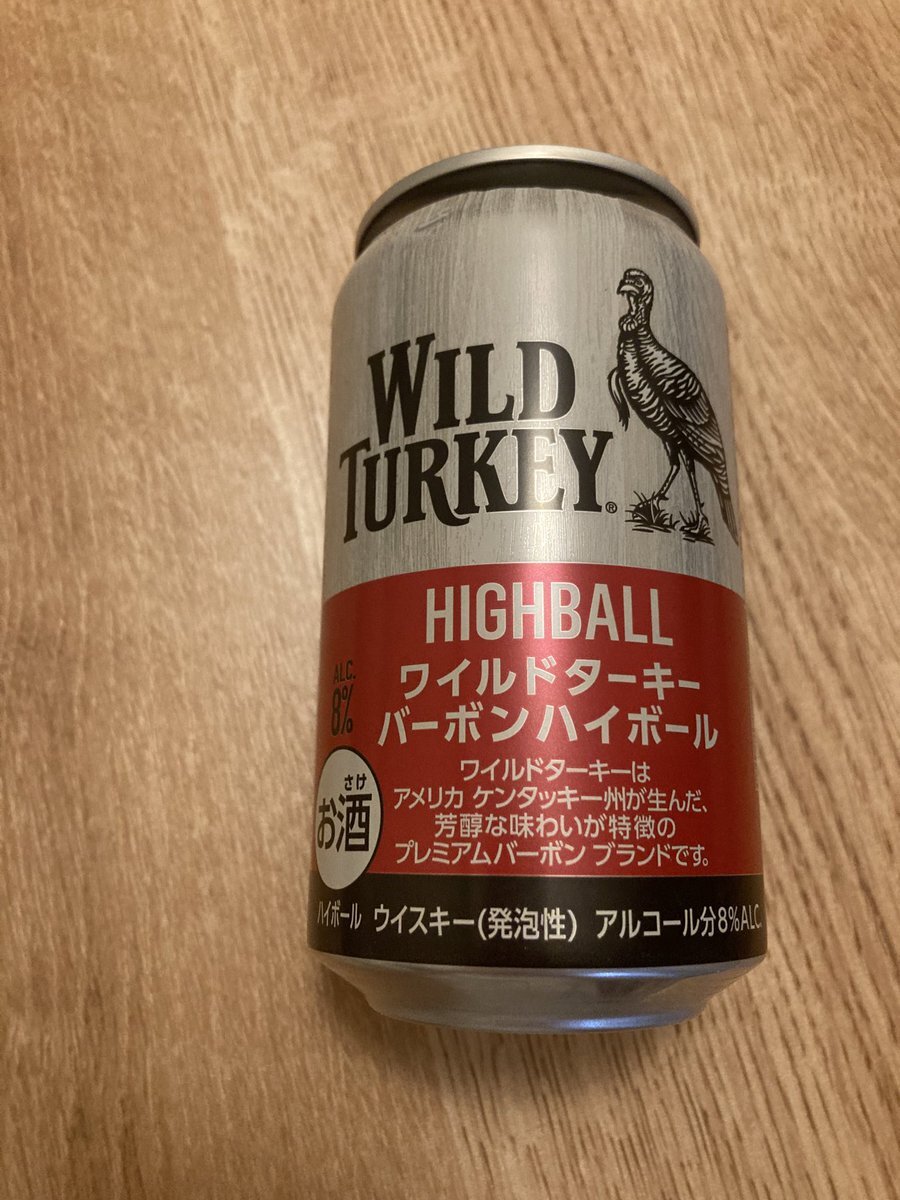 WILD
TURKEY®
HIGHBALL
ワイルドターキー
バーボンハイボール
ALC.
8%
さけ
お酒
ワイルドターキーは
アメリカ ケンタッキー州が生んだ、
芳醇な味わいが特徴の
プレミアムバーボン ブランドです。
ハイボール ウイスキー(発泡性) アルコール分8%ALC.